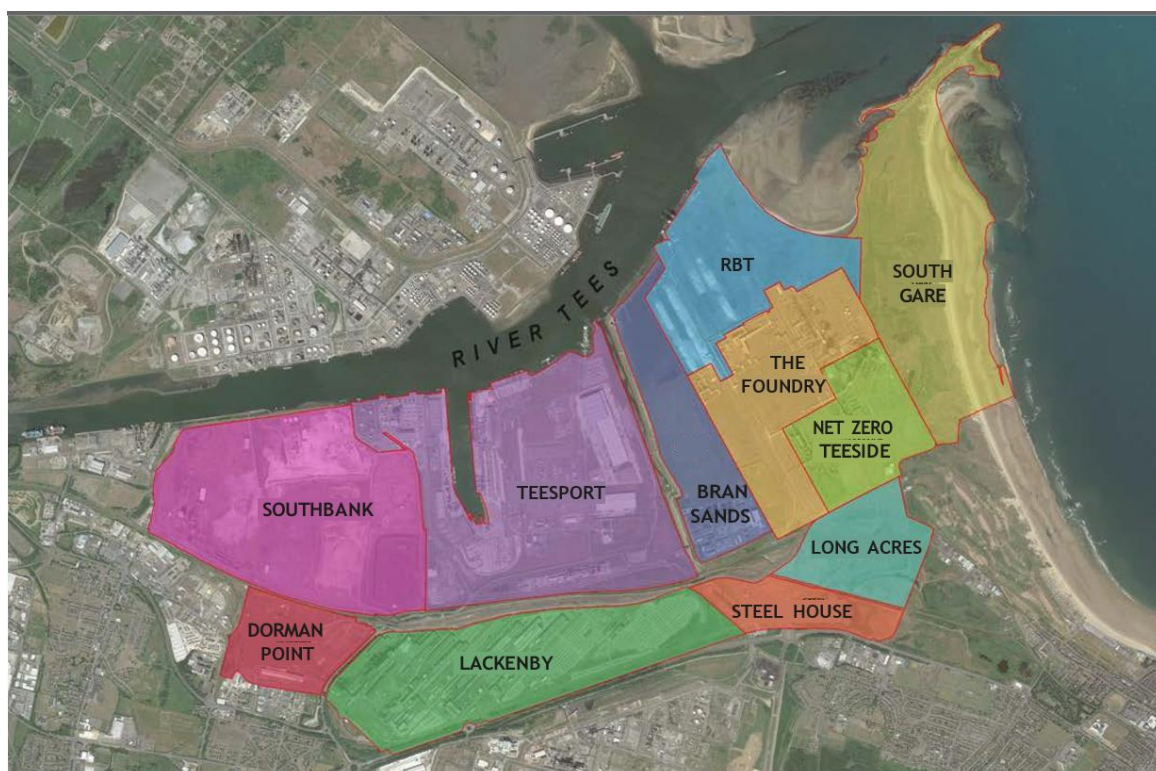 RIVER TEES
RBT
SOUTH
GARE
THE
FOUNDRY
NET ZERO
TEESIDE
SOUTHBANK
TEESPORT
BRAN
SANDS
LONG ACRES
STEEL HOUSE
DORMAN
POINT
LACKENBY